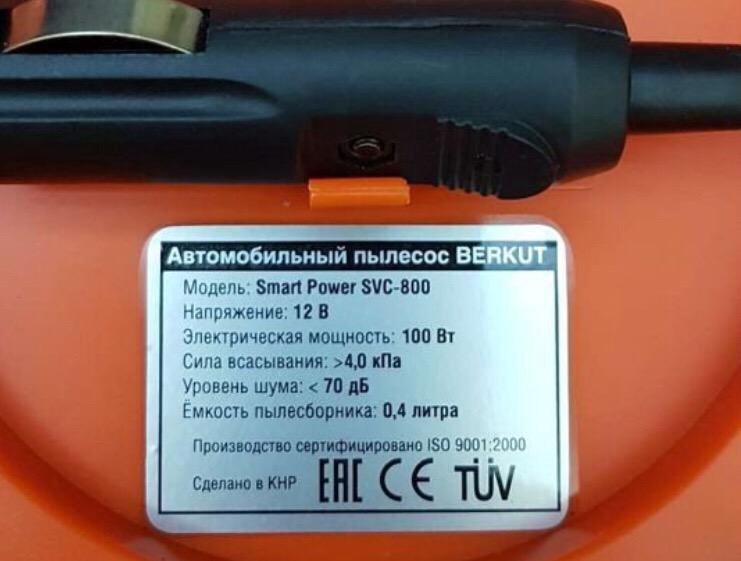 Автомобильный пылесос BERKUT
Модель: Smart Power SVC-800
Напряжение: 12 В
Электрическая мощность: 100 Вт
Сила всасывания: >4,0 кПа
Уровень шума: < 70 дБ
Ёмкость пылесборника: 0,4 литра
Производство сертифицировано ISO 9001:2000
Сделано в КНР EAC CE TÜV